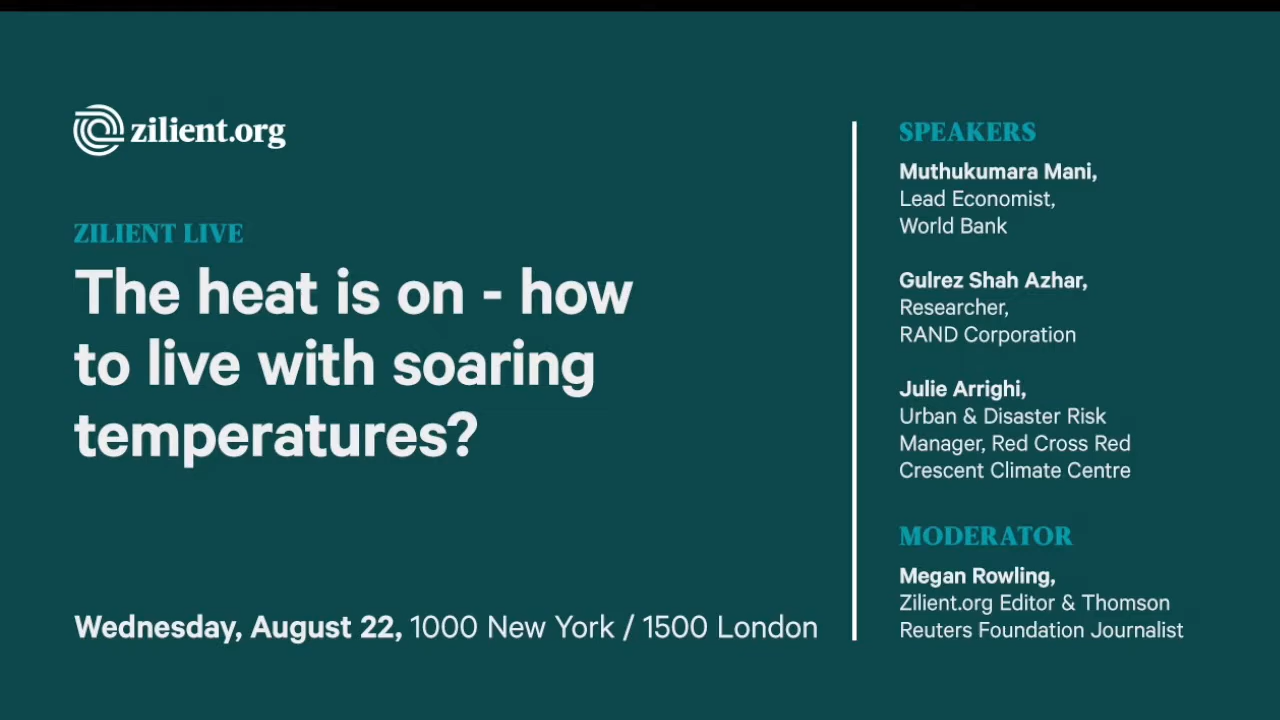 zilient.org
ZILIENT LIVE
The heat is on - how
to live with soaring
temperatures?
Wednesday, August 22, 1000 New York / 1500 London
SPEAKERS
Muthukumara Mani,
Lead Economist,
World Bank
Gulrez Shah Azhar,
Researcher,
RAND Corporation
Julie Arrighi,
Urban & Disaster Risk
Manager, Red Cross Red
Crescent Climate Centre
MODERATOR
Megan Rowling,
Zilient.org Editor & Thomson
Reuters Foundation Journalist